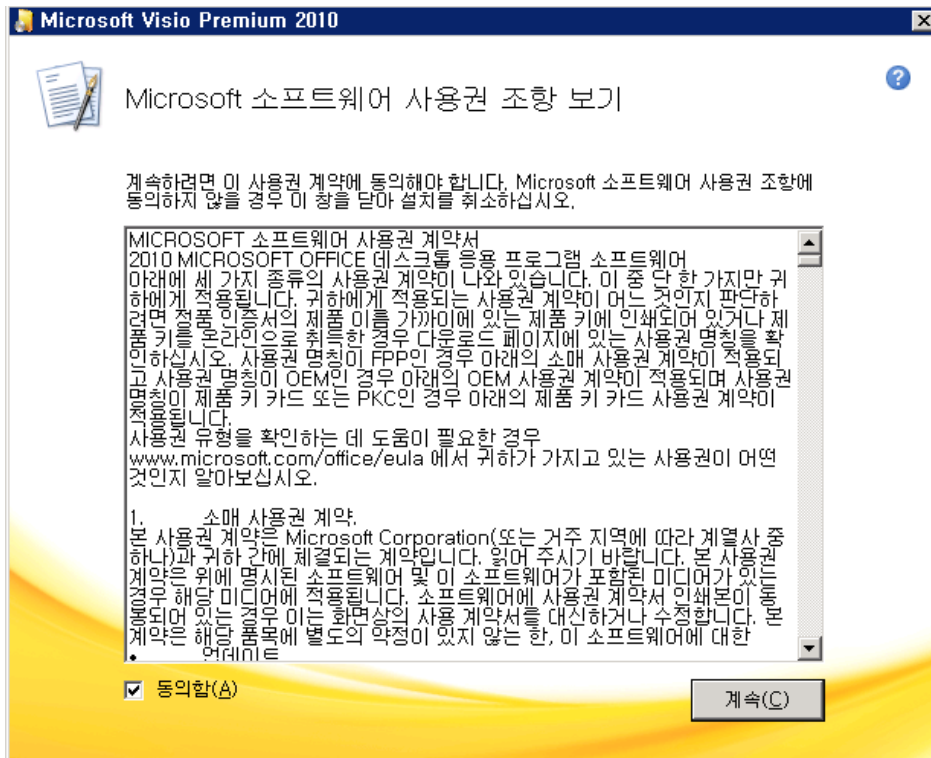 Microsoft Visio Premium 2010
Microsoft 소프트웨어 사용권 조항 보기
계속하려면 이 사용권 계약에 동의해야 합니다. Microsoft 소프트웨어 사용권 조항에
동의하지 않을 경우 이 창을 닫아 설치를 취소하십시오.
MICROSOFT 소프트웨어 사용권 계약서
2010 MICROSOFT OFFICE 데스크톱 응용 프로그램 소프트웨어
아래에 세 가지 종류의 사용권 계약이 나와 있습니다. 이 중 단 한 가지만 귀
하에게 적용됩니다. 귀하에게 적용되는 사용권 계약이 어느 것인지 판단하
려면 정품 인증서의 제품 이름 가까이에 있는 제품 키에 인쇄되어 있거나 제
품 키를 온라인으로 취득한 경우 다운로드 페이지에 있는 사용권 명칭을 확
인하십시오. 사용권 명칭이 FPP인 경우 아래의 소매 사용권 계약이 적용되
고 사용권 명칭이 OEM인 경우 아래의 OEM 사용권 계약이 적용되며 사용권
명칭이 제품 키 카드 또는 PKC인 경우 아래의 제품 키 카드 사용권 계약이
적용됩니다.
사용권 유형을 확인하는 데 도움이 필요한 경우
www.microsoft.com/office/eula 에서 귀하가 가지고 있는 사용권이 어떤
것인지 알아보십시오.
1. 소매 사용권 계약.
본 사용권 계약은 Microsoft Corporation(또는 거주 지역에 따라 계열사 중
하나)과 귀하 간에 체결되는 계약입니다. 읽어 주시기 바랍니다. 본 사용권
계약은 위에 명시된 소프트웨어 및 이 소프트웨어가 포함된 미디어가 있는
경우 해당 미디어에 적용됩니다. 소프트웨어에 사용권 계약서 인쇄본이 동
봉되어 있는 경우 이는 화면상의 사용 계약서를 대신하거나 수정합니다. 본
계약은 해당 품목에 별도의 약정이 있지 않는 한, 이 소프트웨어에 대한
• 업데이트
동의함(A)
계속(C)